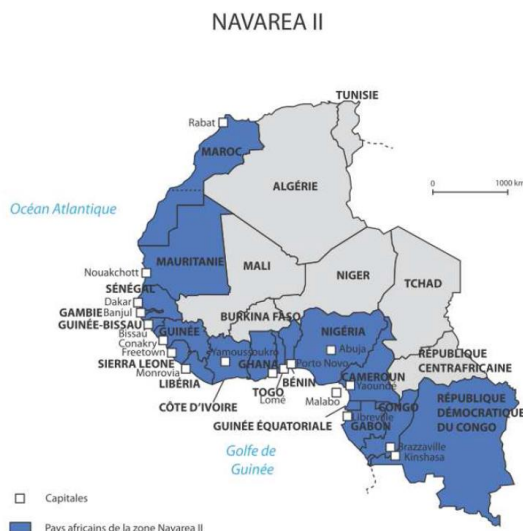 NAVAREA II
TUNISIE
Rabat
MAROC
ALGÉRIE
0 1000 km
Océan Atlantique
MAURITANIE
MALI
NIGER
TCHAD
Nouakchott
SÉNÉGAL
Dakar
GAMBIE Banjul
GUINÉE-BISSAU
Bissau
BURKINA FASO
GUINÉE
NIGÉRIA
Conakry
Freetown
Yamoussoukro
Abuja
SIERRA LEONE
Monrovia
GHANA
Porto Novo
RÉPUBLIQUE
CENTRAFRICAINE
LIBÉRIA
TOGO
BÉNIN
CAMEROUN
Yaoundé
Lomé
Malabo
CÔTE D'IVOIRE
GUINÉE ÉQUATORIALE
Libreville
GABON
CONGO
RÉPUBLIQUE
DÉMOCRATIQUE
DU CONGO
Golfe de
Guinée
Brazzaville
Kinshasa
Capitales
Pays africains de la zone Navarea II